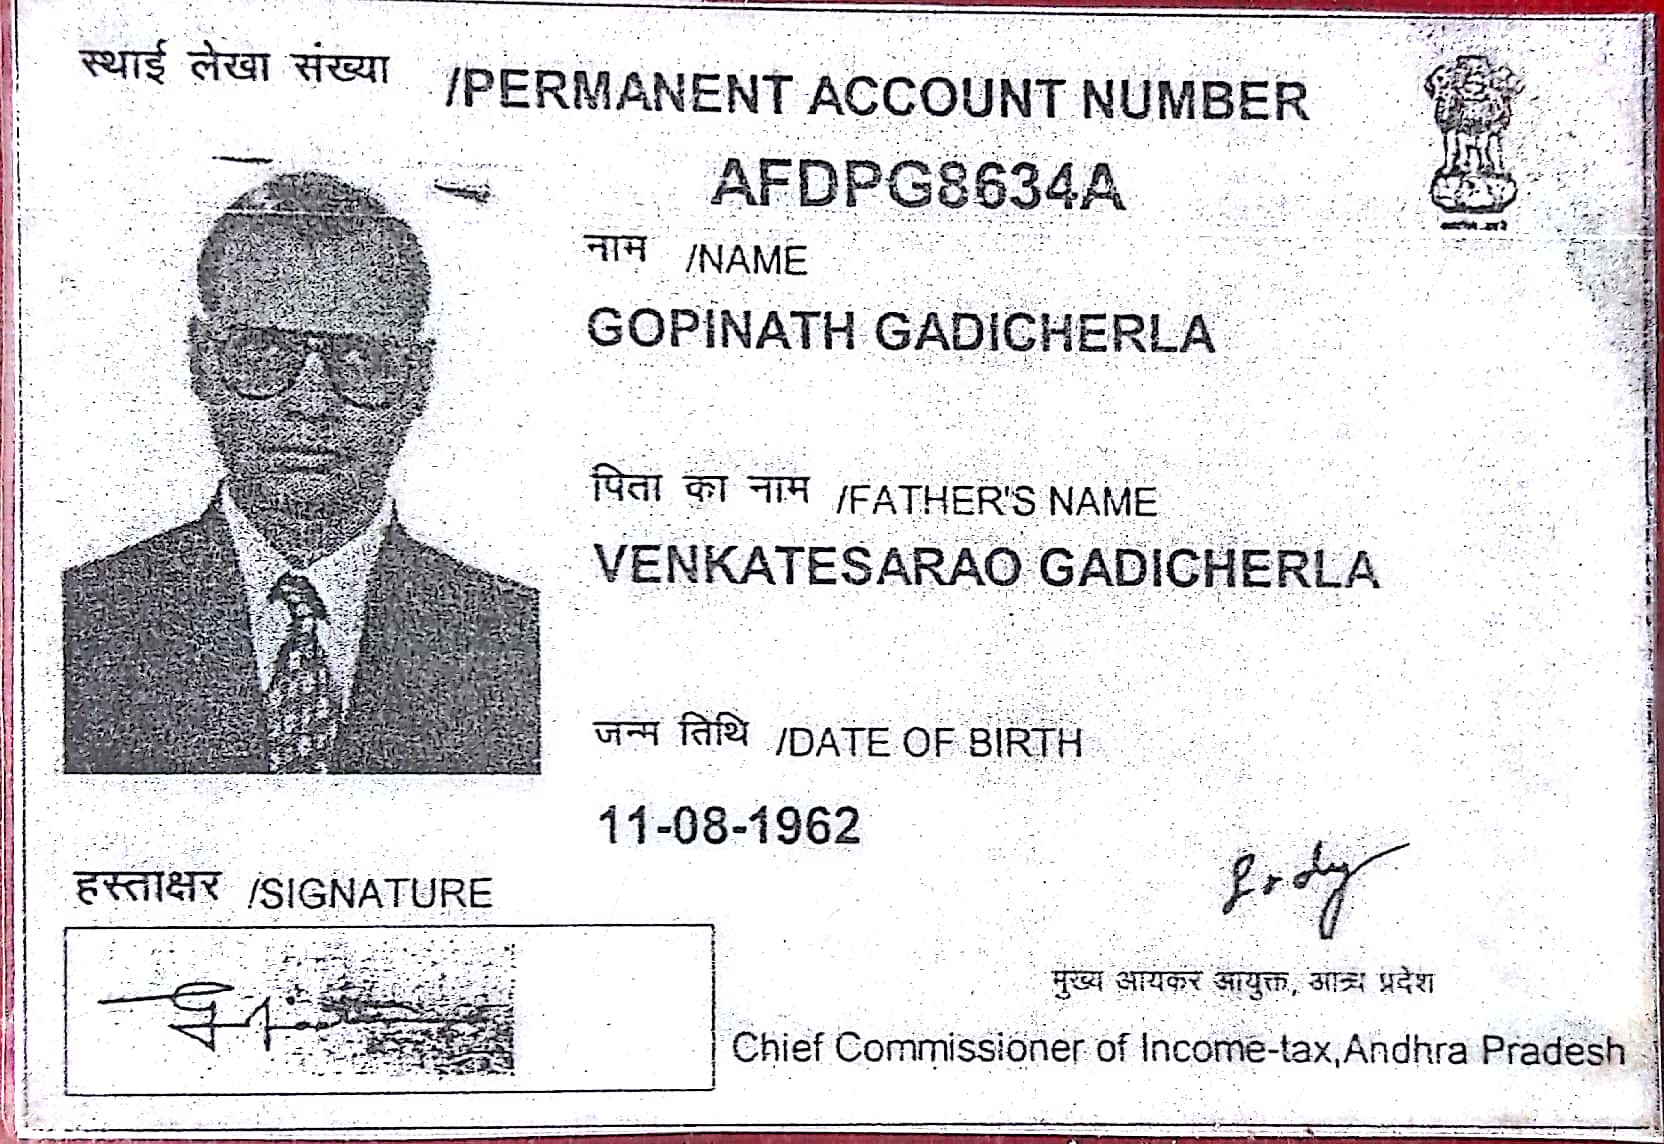 स्थाई लेखा संख्या /PERMANENT ACCOUNT NUMBER
AFDPG8634A
नाम /NAME
GOPINATH GADICHERLA
पिता का नाम /FATHER'S NAME
VENKATESARAO GADICHERLA
जन्म तिथि /DATE OF BIRTH
11-08-1962
हस्ताक्षर /SIGNATURE
मुख्य आयकर आयुक्त, आन्ध्र प्रदेश
Chief Commissioner of Income-tax,Andhra Pradesh